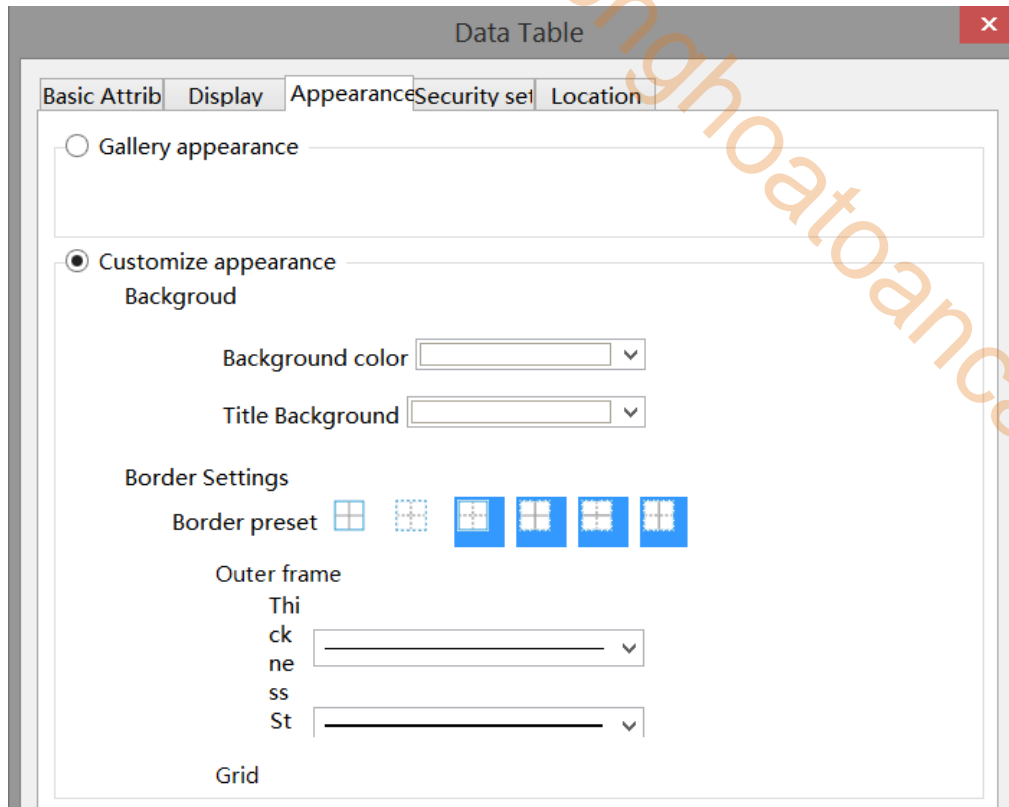 Data Table
Basic Attrib Display Appearance Security set Location
Gallery appearance
Customize appearance
Backgroud
Background color
Title Background
Border Settings
Border preset
Outer frame
Thi
ck
ne
ss
St
Grid